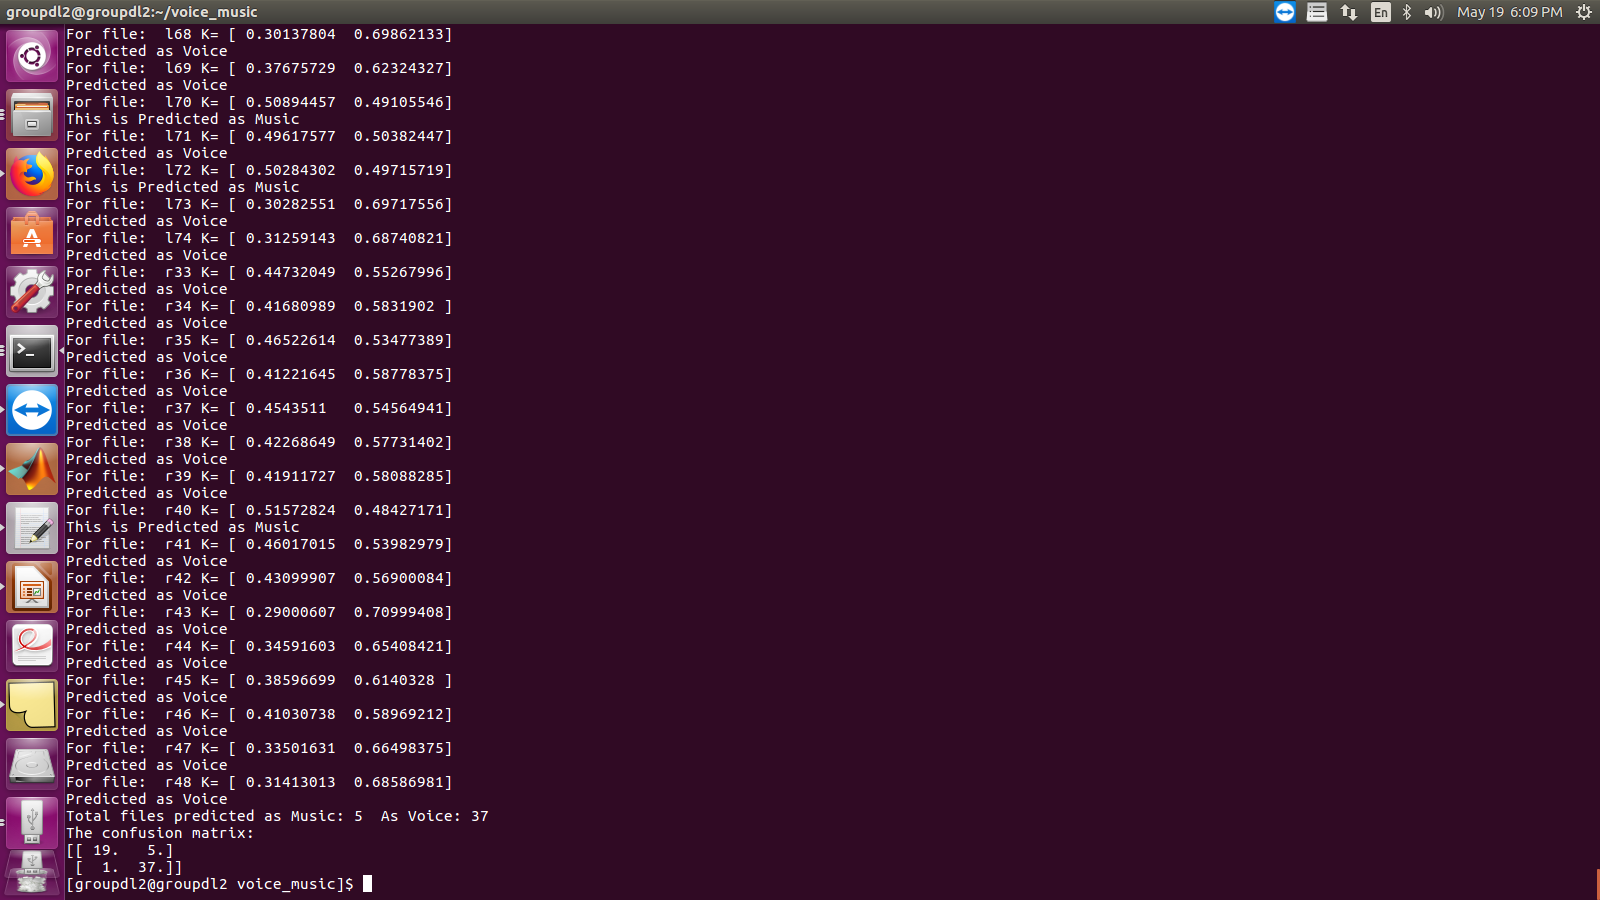 groupdl2@groupdl2:~/voice_music
En
May 19 6:09 PM
For file:  l68 K= [ 0.30137804  0.69862133]
Predicted as Voice
For file:  l69 K= [ 0.37675729  0.62324327]
Predicted as Voice
For file:  l70 K= [ 0.50894457  0.49105546]
This is Predicted as Music
For file:  l71 K= [ 0.49617577  0.50382447]
Predicted as Voice
For file:  l72 K= [ 0.50284302  0.49715719]
This is Predicted as Music
For file:  l73 K= [ 0.30282551  0.69717556]
Predicted as Voice
For file:  l74 K= [ 0.31259143  0.68740821]
Predicted as Voice
For file:  r33 K= [ 0.44732049  0.55267996]
Predicted as Voice
For file:  r34 K= [ 0.41680989  0.5831902 ]
Predicted as Voice
For file:  r35 K= [ 0.46522614  0.53477389]
Predicted as Voice
For file:  r36 K= [ 0.41221645  0.58778375]
Predicted as Voice
For file:  r37 K= [ 0.4543511   0.54564941]
Predicted as Voice
For file:  r38 K= [ 0.42268649  0.57731402]
Predicted as Voice
For file:  r39 K= [ 0.41911727  0.58088285]
Predicted as Voice
For file:  r40 K= [ 0.51572824  0.48427171]
This is Predicted as Music
For file:  r41 K= [ 0.46017015  0.53982979]
Predicted as Voice
For file:  r42 K= [ 0.43099907  0.56900084]
Predicted as Voice
For file:  r43 K= [ 0.29000607  0.70999408]
Predicted as Voice
For file:  r44 K= [ 0.34591603  0.65408421]
Predicted as Voice
For file:  r45 K= [ 0.38596699  0.6140328 ]
Predicted as Voice
For file:  r46 K= [ 0.41030738  0.58969212]
Predicted as Voice
For file:  r47 K= [ 0.33501631  0.66498375]
Predicted as Voice
For file:  r48 K= [ 0.31413013  0.68586981]
Predicted as Voice
Total files predicted as Music: 5  As Voice: 37
The confusion matrix:
[[ 19.   5.]
 [  1.  37.]]
[groupdl2@groupdl2 voice_music]$